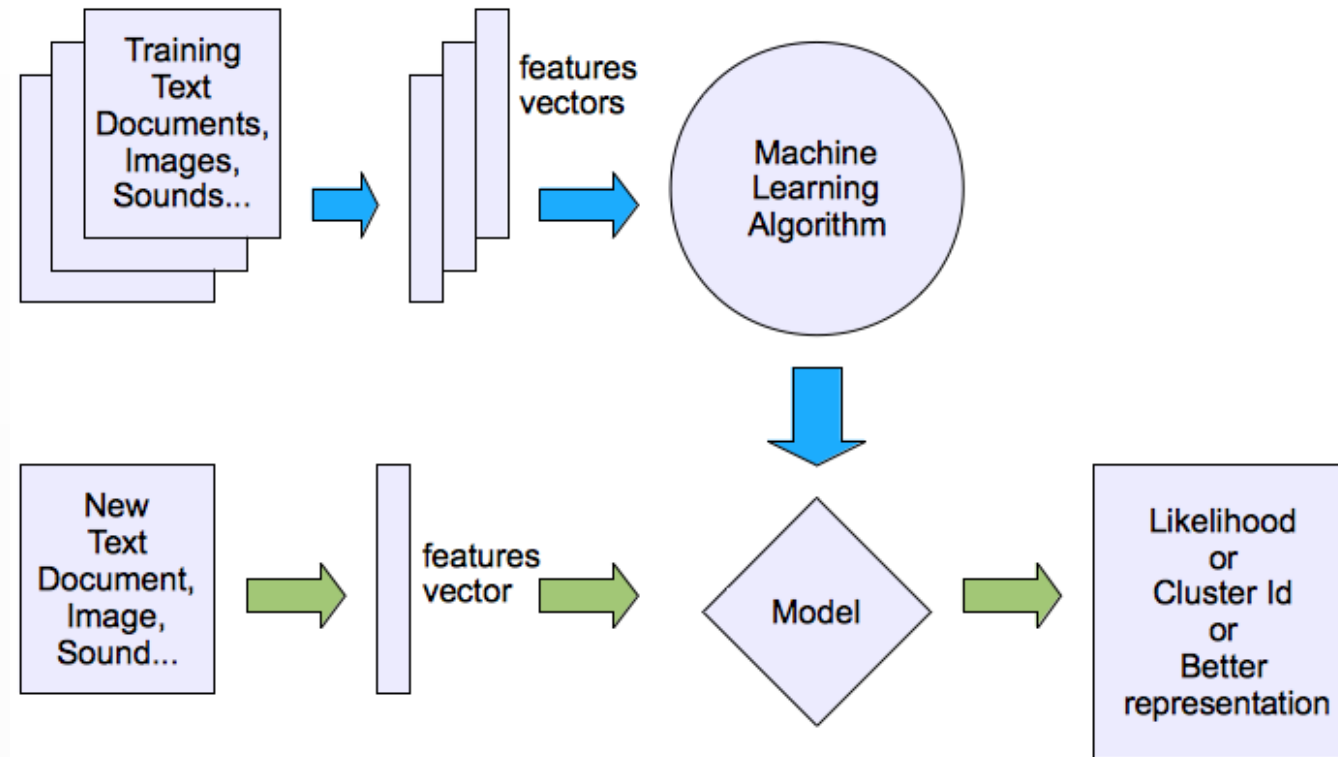 Training
Text
Documents,
Images,
Sounds...
features
vectors
Machine
Learning
Algorithm
New
Text
Document,
Image,
Sound...
features
vector
Model
Likelihood
or
Cluster Id
or
Better
representation